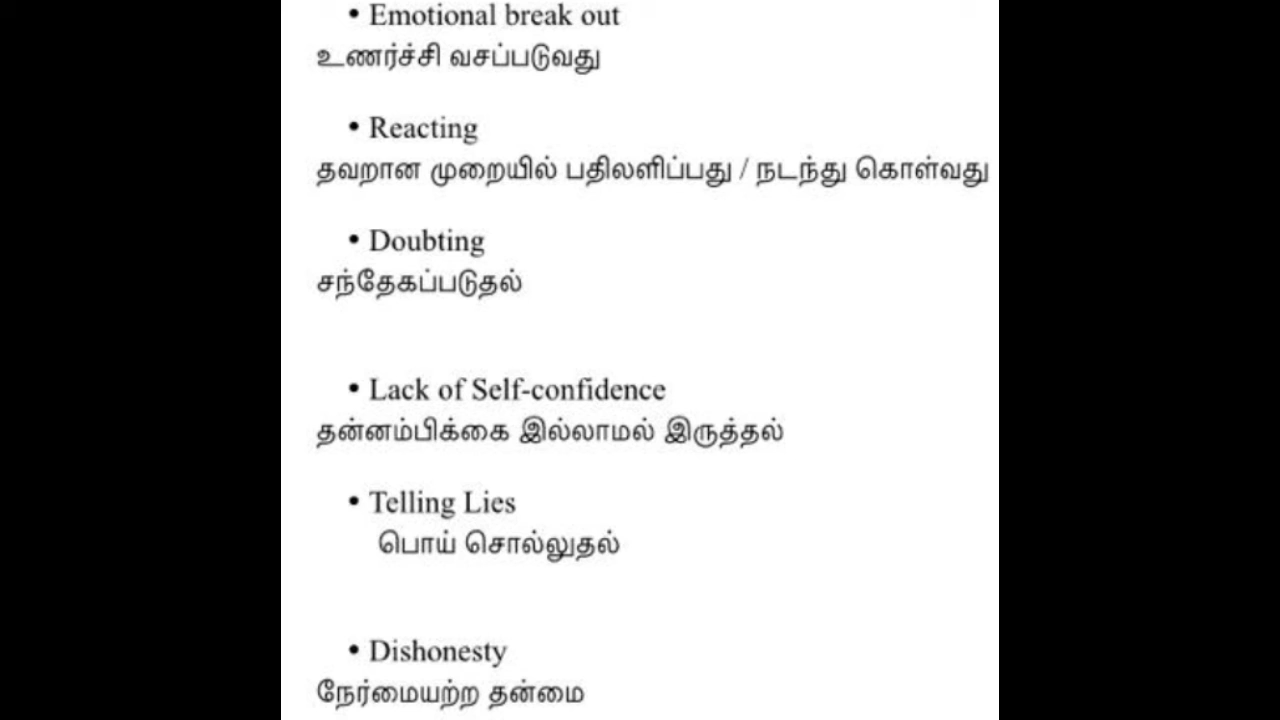 • Emotional break out
உணர்ச்சி வசப்படுவது
• Reacting
தவறான முறையில் பதிலளிப்பது / நடந்து கொள்வது
• Doubting
சந்தேகப்படுதல்
• Lack of Self-confidence
தன்னம்பிக்கை இல்லாமல் இருத்தல்
• Telling Lies
பொய் சொல்லுதல்
• Dishonesty
நேர்மையற்ற தன்மை